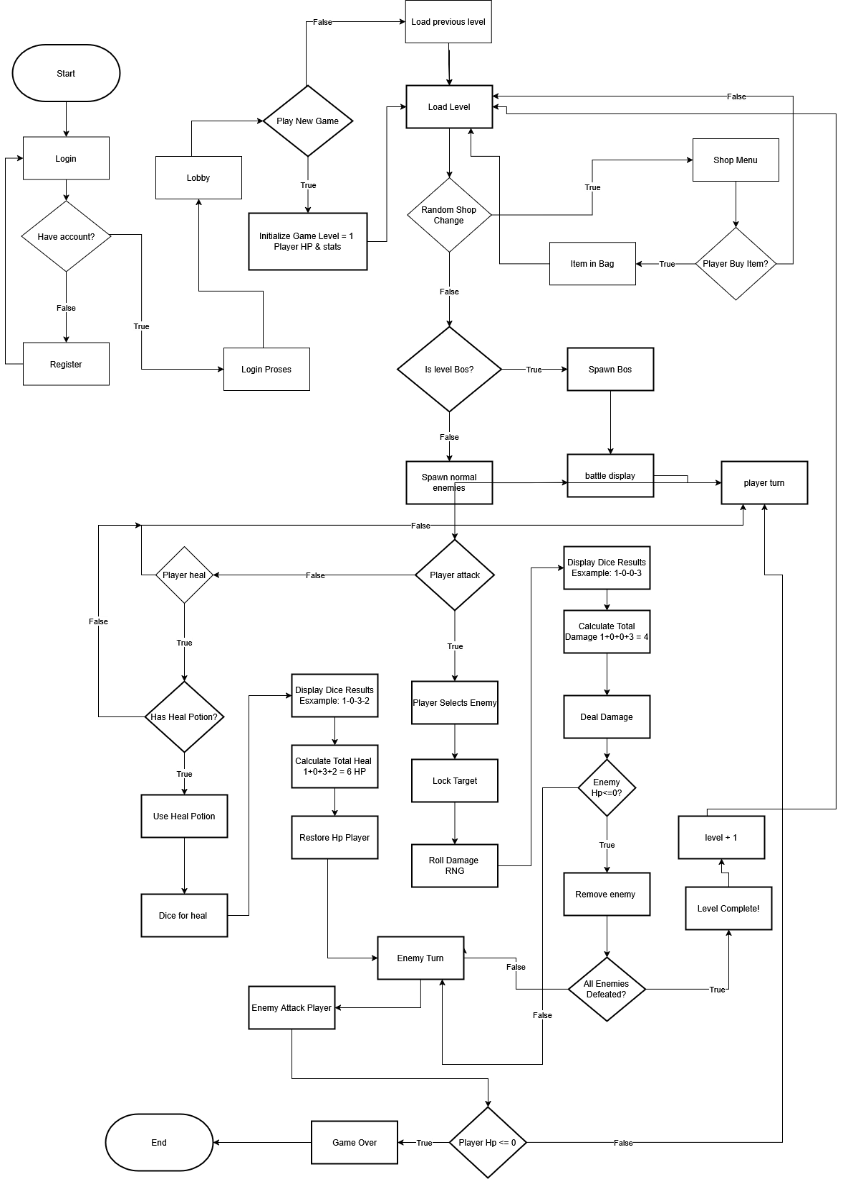 Load previous level
False
Start
Play New Game
False
Load Level
Login
Shop Menu
Lobby
True
True
Random Shop
Change
Have account?
Initialize Game Level = 1
Player HP & stats
Item in Bag
True
Player Buy Item?
False
False
True
Register
Login Proses
Is level Bos?
True
Spawn Bos
False
Spawn normal
enemies
battle display
player turn
False
Player heal
False
Player attack
Display Dice Results
Esxample: 1-0-0-3
False
True
True
Calculate Total
Damage 1+0+0+3 = 4
Has Heal Potion?
Display Dice Results
Esxample: 1-0-3-2
Player Selects Enemy
Deal Damage
True
Calculate Total Heal
1+0+3+2 = 6 HP
Lock Target
Enemy
Hp<=0?
Use Heal Potion
Restore Hp Player
True
level + 1
Roll Damage
RNG
Dice for heal
Remove enemy
Level Complete!
Enemy Turn
False
All Enemies
Defeated?
True
Enemy Attack Player
False
End
Game Over
True
Player Hp <= 0
False